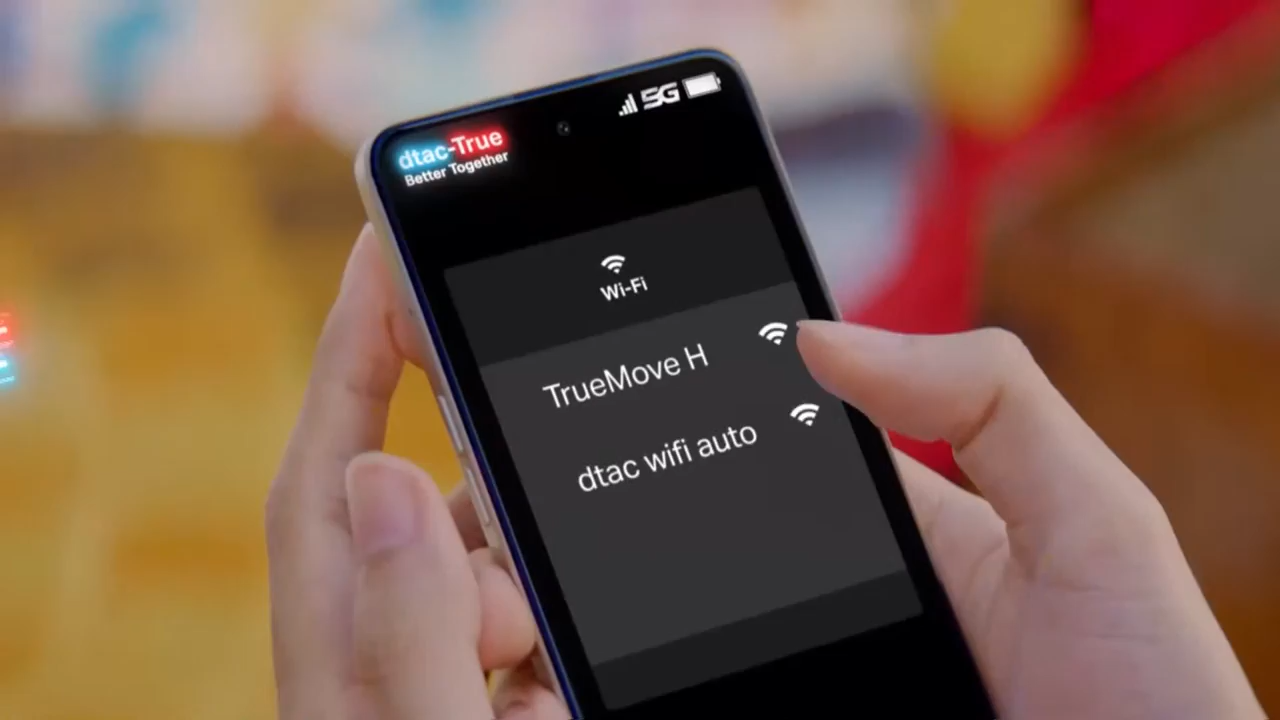 dtac-True
Better Together
5G
Wi-Fi
TrueMove H
dtac wifi auto